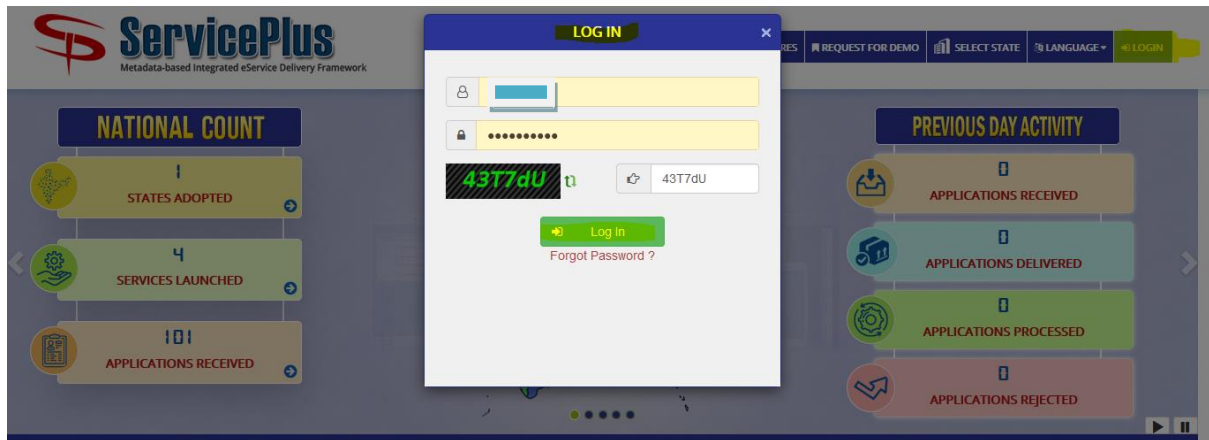 ServicePlus
Metadata-based Integrated eService Delivery Framework
RES
REQUEST FOR DEMO
SELECT STATE
LANGUAGE
LOGIN
LOG IN
×
••••••••••
43T7dU
43T7dU
Log In
Forgot Password ?
NATIONAL COUNT
1
STATES ADOPTED
4
SERVICES LAUNCHED
101
APPLICATIONS RECEIVED
PREVIOUS DAY ACTIVITY
0
APPLICATIONS RECEIVED
0
APPLICATIONS DELIVERED
0
APPLICATIONS PROCESSED
0
APPLICATIONS REJECTED